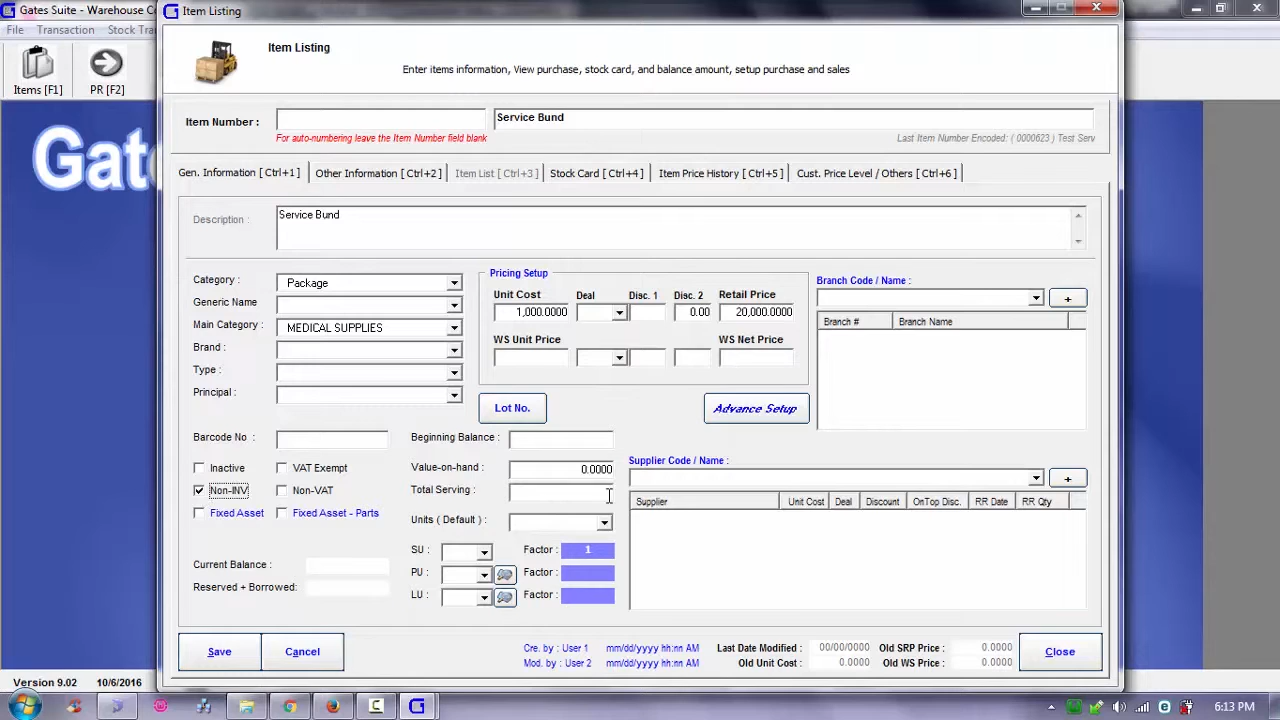 Gates Suite - Warehouse Co
Item Listing
File Transaction Stock Tra
Items [F1] PR [F2]
Item Listing
Enter items information, View purchase, stock card, and balance amount, setup purchase and sales
Gat
Item Number : Service Bund
For auto-numbering leave the Item Number field blank
Last Item Number Encoded: ( 0000623 ) Test Serv
Gen. Information [ Ctrl+1 ] Other Information [ Ctrl+2 ] Item List [ Ctrl+3 ] Stock Card [ Ctrl+4 ] Item Price History [ Ctrl+5 ] Cust. Price Level / Others [ Ctrl+6 ]
Description : Service Bund
Category : Package
Generic Name
Main Category : MEDICAL SUPPLIES
Brand :
Type :
Principal :
Pricing Setup
Unit Cost Deal Disc. 1 Disc. 2 Retail Price
1,000.0000 0.00 20,000.0000
WS Unit Price WS Net Price
Lot No. Advance Setup
Branch Code / Name :
+
Branch # Branch Name
Barcode No :
Inactive VAT Exempt
Non-INV Non-VAT
Fixed Asset Fixed Asset - Parts
Current Balance :
Reserved + Borrowed:
Beginning Balance :
Value-on-hand : 0.0000
Total Serving :
Units ( Default ) :
SU : Factor : 1
PU : Factor :
LU : Factor :
Supplier Code / Name :
+
Supplier Unit Cost Deal Discount OnTop Disc. RR Date RR Qty
Save Cancel
Cre. by : User 1 mm/dd/yyyy hh:nn AM
Mod. by : User 2 mm/dd/yyyy hh:nn AM
Last Date Modified : 00/00/0000 Old SRP Price : 0.0000
Old Unit Cost : 0.0000 Old WS Price : 0.0000
Close
Version 9.02 10/6/2016
6:13 PM